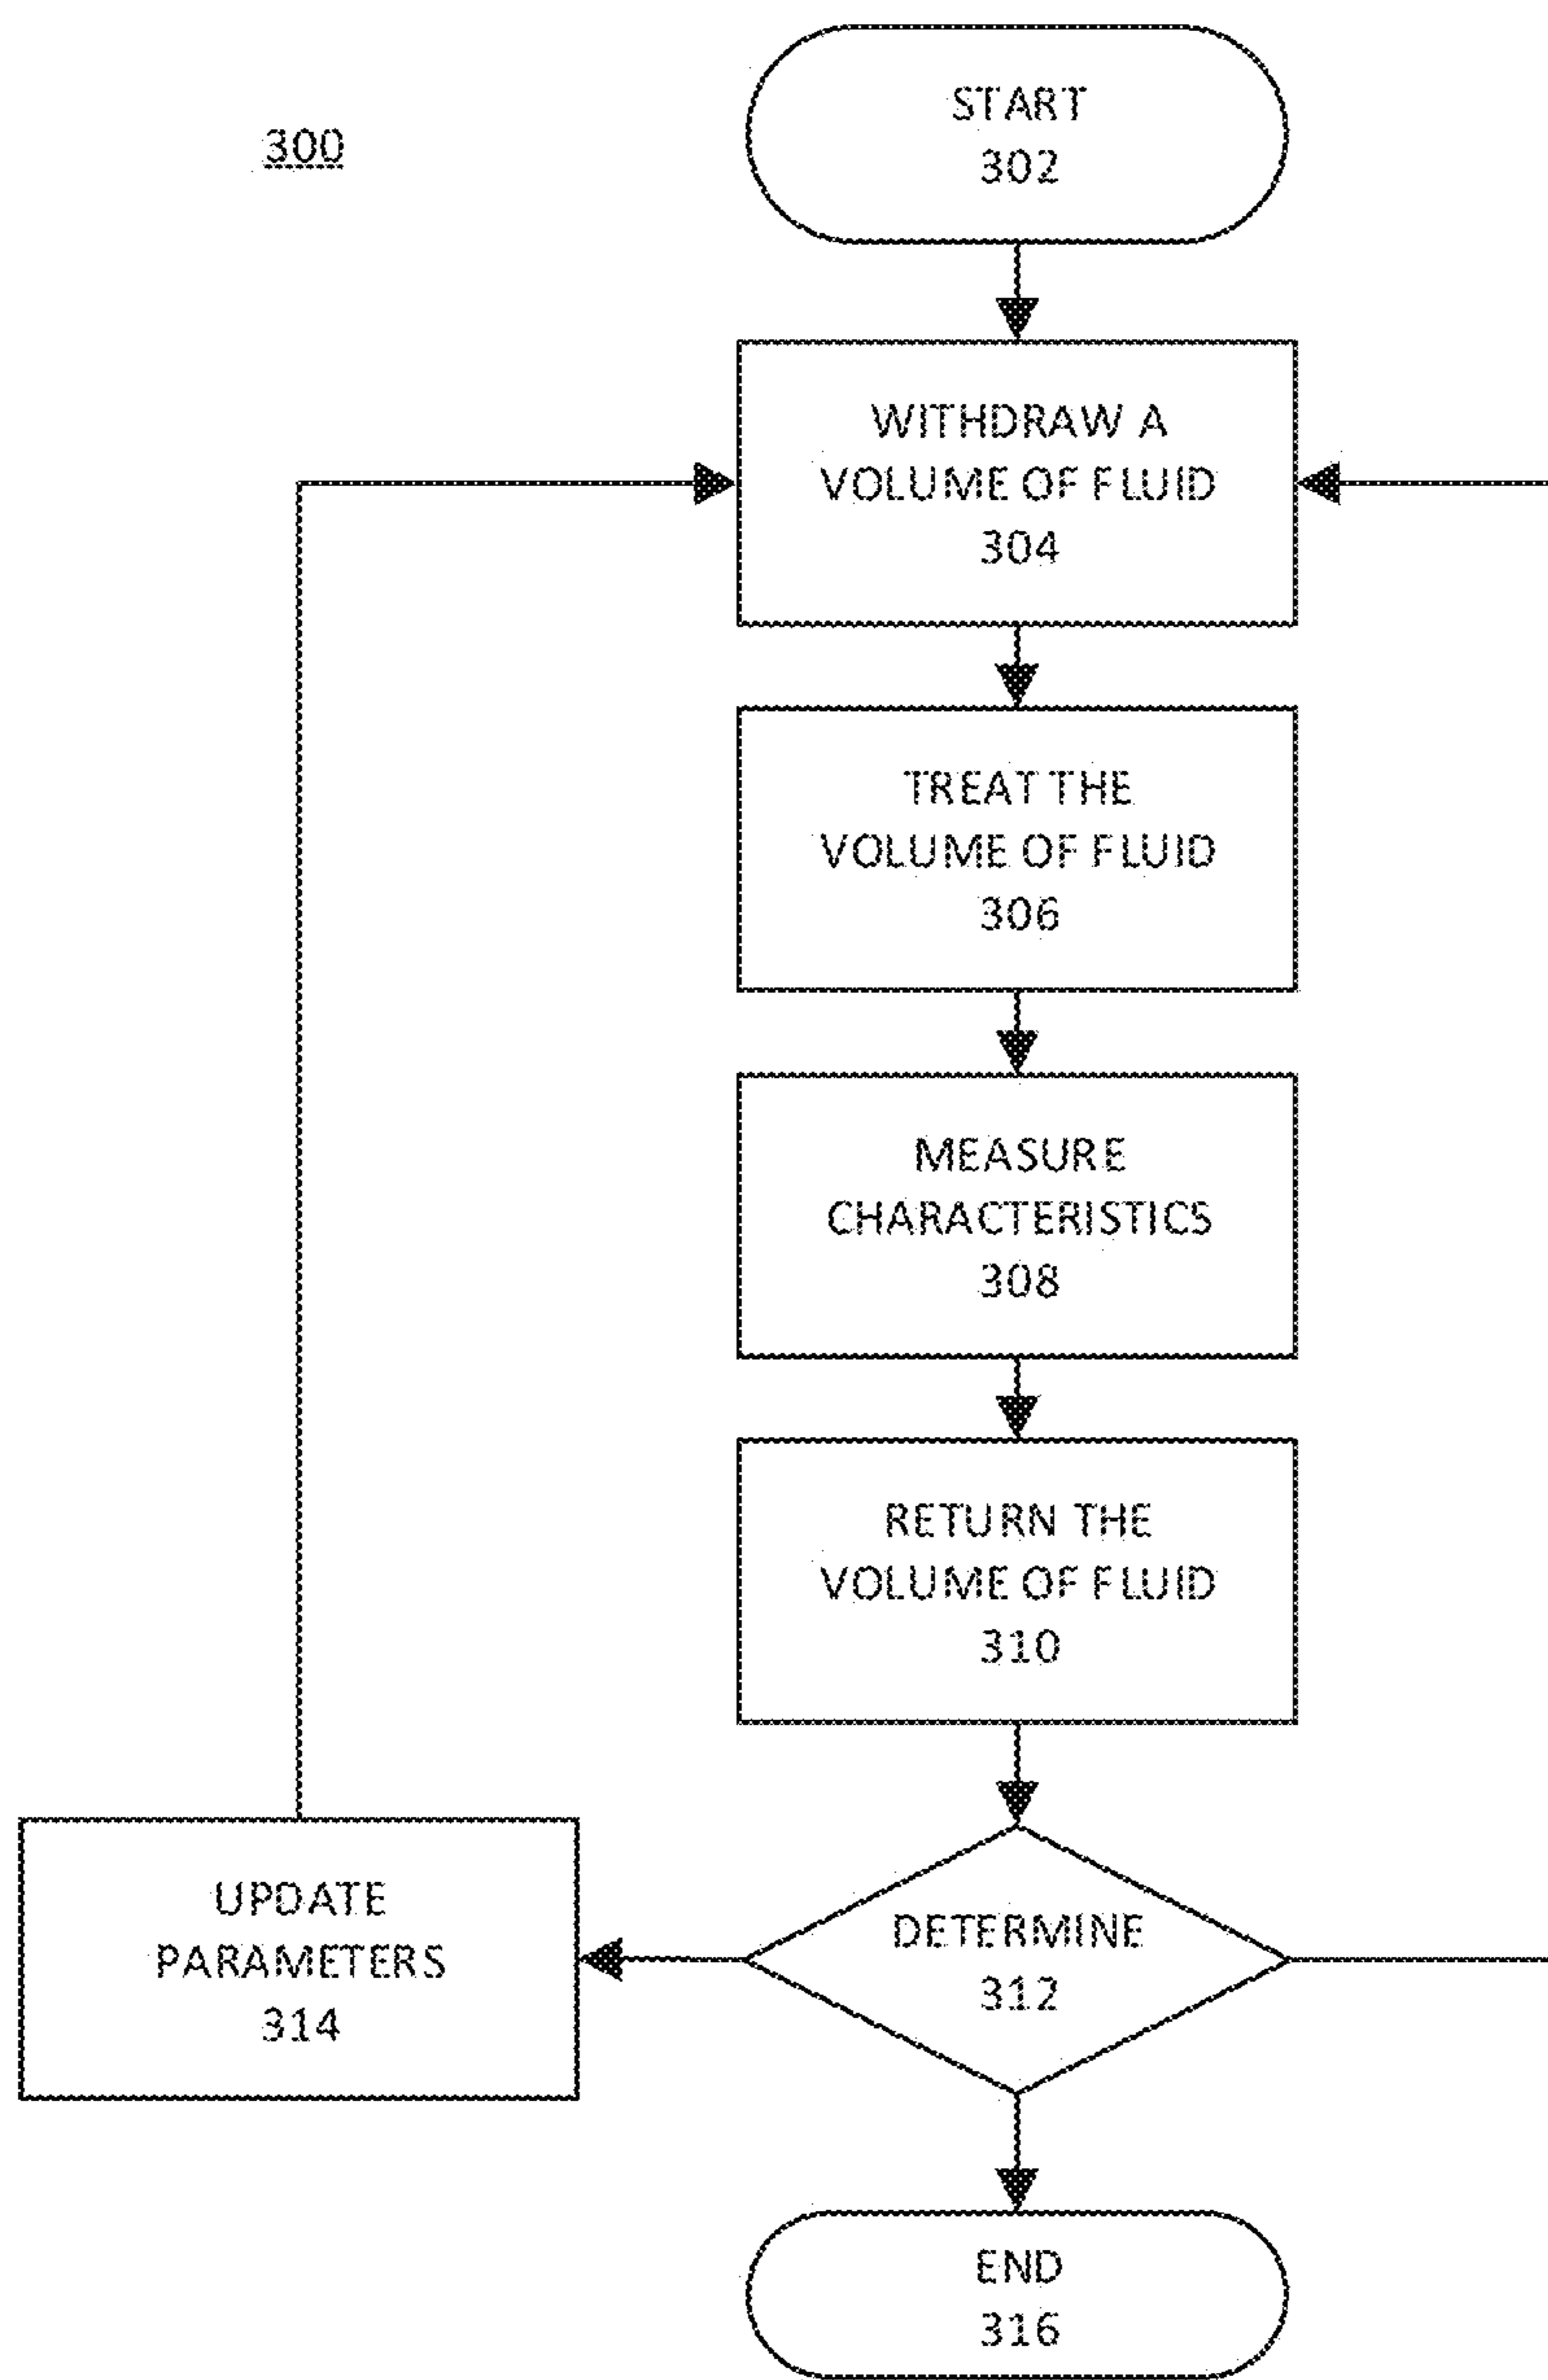 300
START
302
WITHDRAW A
VOLUME OF FLUID
304
TREAT THE
VOLUME OF FLUID
306
MEASURE
CHARACTERISTICS
308
RETURN THE
VOLUME OF FLUID
310
UPDATE
PARAMETERS
314
DETERMINE
312
END
316